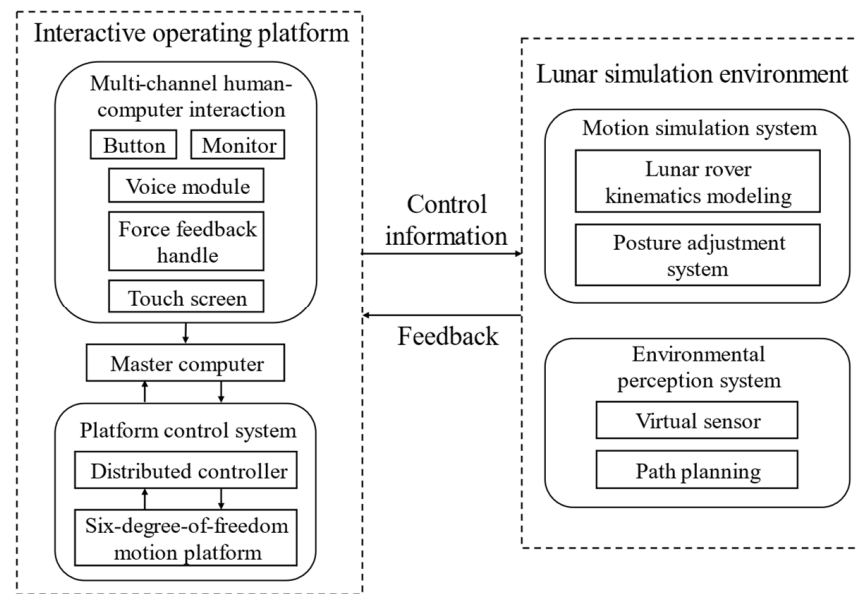 Interactive operating platform
Multi-channel human-
computer interaction
Button
Monitor
Voice module
Force feedback
handle
Touch screen
Master computer
Platform control system
Distributed controller
Six-degree-of-freedom
motion platform
Control
information
Feedback
Lunar simulation environment
Motion simulation system
Lunar rover
kinematics modeling
Posture adjustment
system
Environmental
perception system
Virtual sensor
Path planning